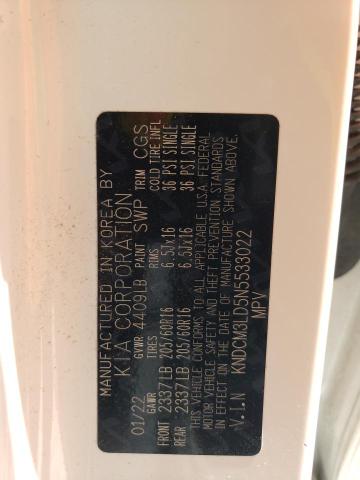 MANUFACTURED IN KOREA BY
KIA CORPORATION
01/22 GVWR 4409LB PAINT SWP TRIM CGS
GAWR TIRES RIMS COLD TIRE INFL
FRONT 2337LB 205/60R16 6.5Jx16 36 PSI SINGLE
REAR 2337LB 205/60R16 6.5Jx16 36 PSI SINGLE
THIS VEHICLE CONFORMS TO ALL APPLICABLE U.S.A. FEDERAL
MOTOR VEHICLE SAFETY AND THEFT PREVENTION STANDARDS
IN EFFECT ON THE DATE OF MANUFACTURE SHOWN ABOVE.
V.I.N KNDCM3LD5N5533022
MPV